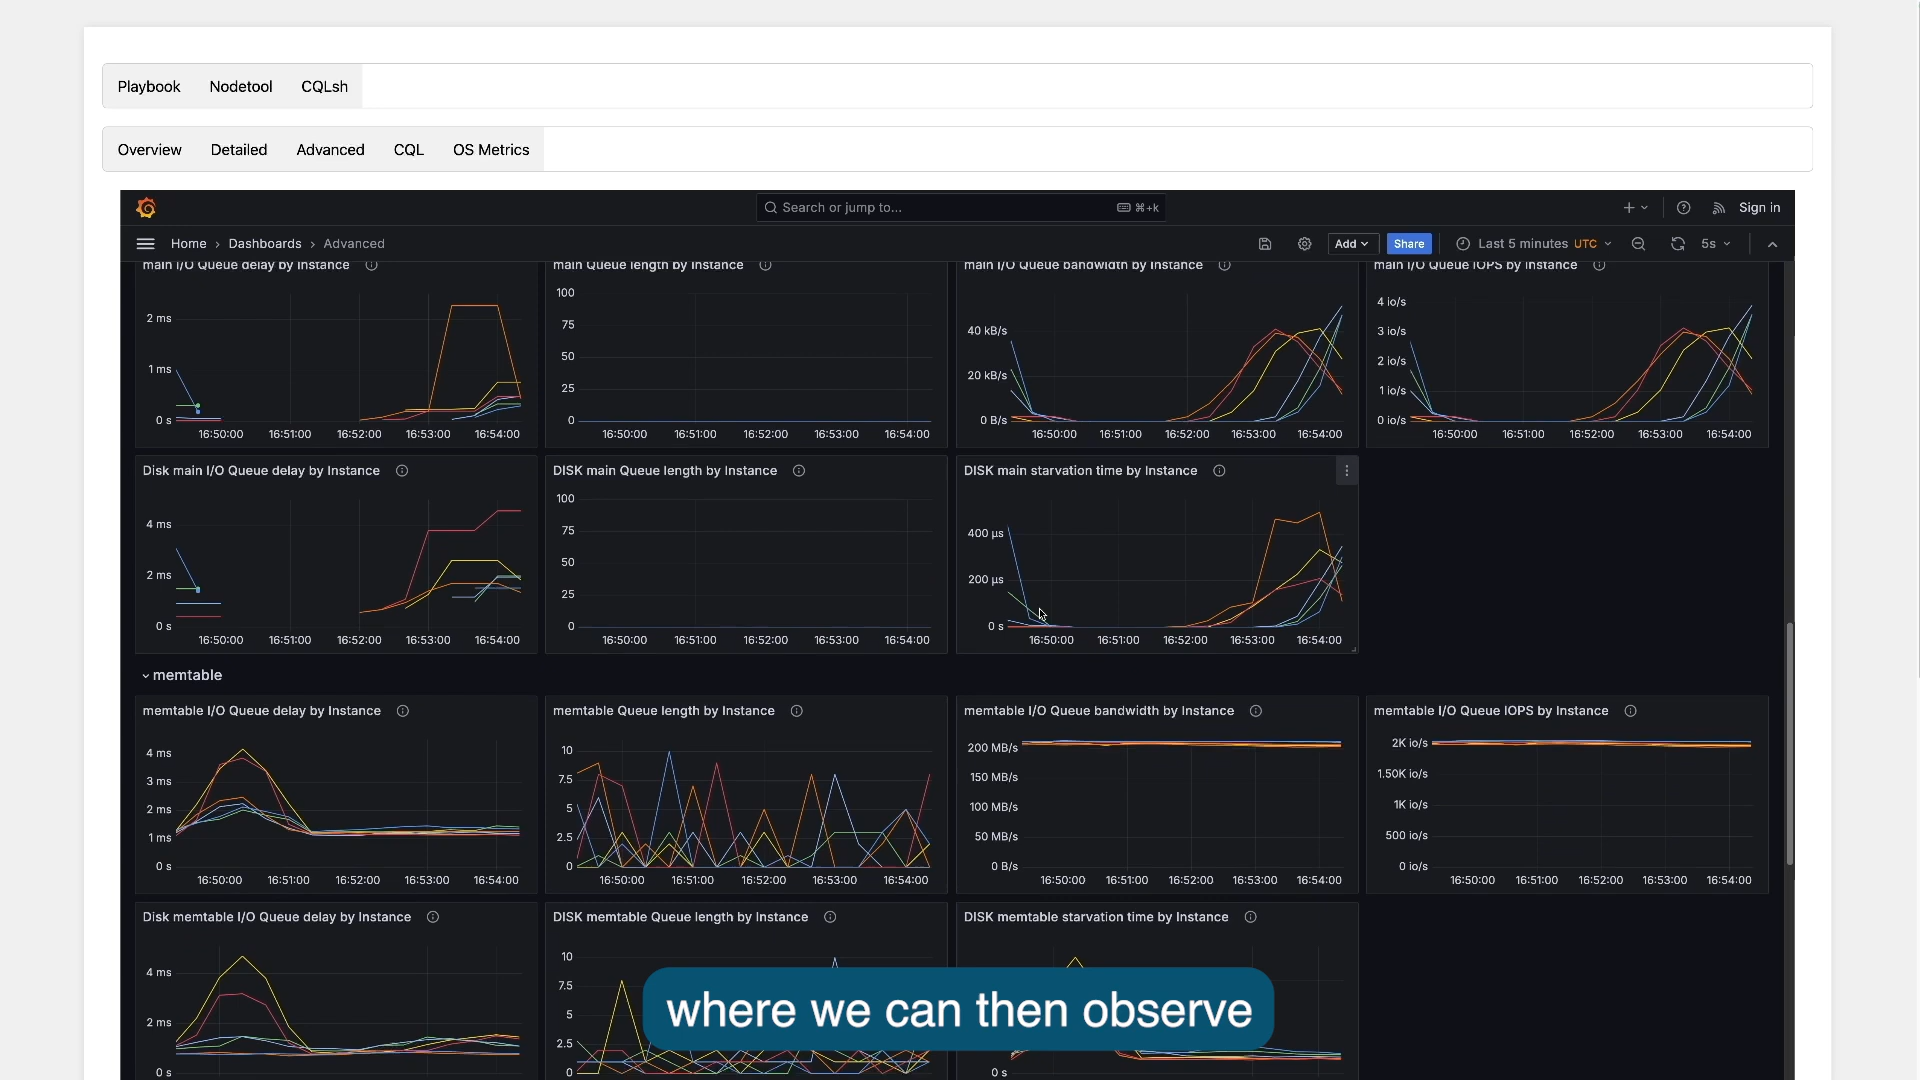 Playbook Nodetool CQLsh
Overview Detailed Advanced CQL OS Metrics
Search or jump to... ⌘+k Sign in
Home › Dashboards › Advanced Add Share Last 5 minutes UTC 5s
main I/O Queue delay by Instance
2 ms
1 ms
0 s
16:50:00 16:51:00 16:52:00 16:53:00 16:54:00
main Queue length by Instance
100
75
50
25
0
16:50:00 16:51:00 16:52:00 16:53:00 16:54:00
main I/O Queue bandwidth by Instance
40 kB/s
20 kB/s
0 B/s
16:50:00 16:51:00 16:52:00 16:53:00 16:54:00
main I/O Queue IOPS by Instance
4 io/s
3 io/s
2 io/s
1 io/s
0 io/s
16:50:00 16:51:00 16:52:00 16:53:00 16:54:00
Disk main I/O Queue delay by Instance
4 ms
2 ms
0 s
16:50:00 16:51:00 16:52:00 16:53:00 16:54:00
DISK main Queue length by Instance
100
75
50
25
0
16:50:00 16:51:00 16:52:00 16:53:00 16:54:00
DISK main starvation time by Instance
400 µs
200 µs
0 s
16:50:00 16:51:00 16:52:00 16:53:00 16:54:00
memtable
memtable I/O Queue delay by Instance
4 ms
3 ms
2 ms
1 ms
0 s
16:50:00 16:51:00 16:52:00 16:53:00 16:54:00
memtable Queue length by Instance
10
7.5
5
2.5
0
16:50:00 16:51:00 16:52:00 16:53:00 16:54:00
memtable I/O Queue bandwidth by Instance
200 MB/s
150 MB/s
100 MB/s
50 MB/s
0 B/s
16:50:00 16:51:00 16:52:00 16:53:00 16:54:00
memtable I/O Queue IOPS by Instance
2K io/s
1.50K io/s
1K io/s
500 io/s
0 io/s
16:50:00 16:51:00 16:52:00 16:53:00 16:54:00
Disk memtable I/O Queue delay by Instance
4 ms
2 ms
0 s
DISK memtable Queue length by Instance
10
7.5
5
2.5
0
DISK memtable starvation time by Instance
0 s
where we can then observe